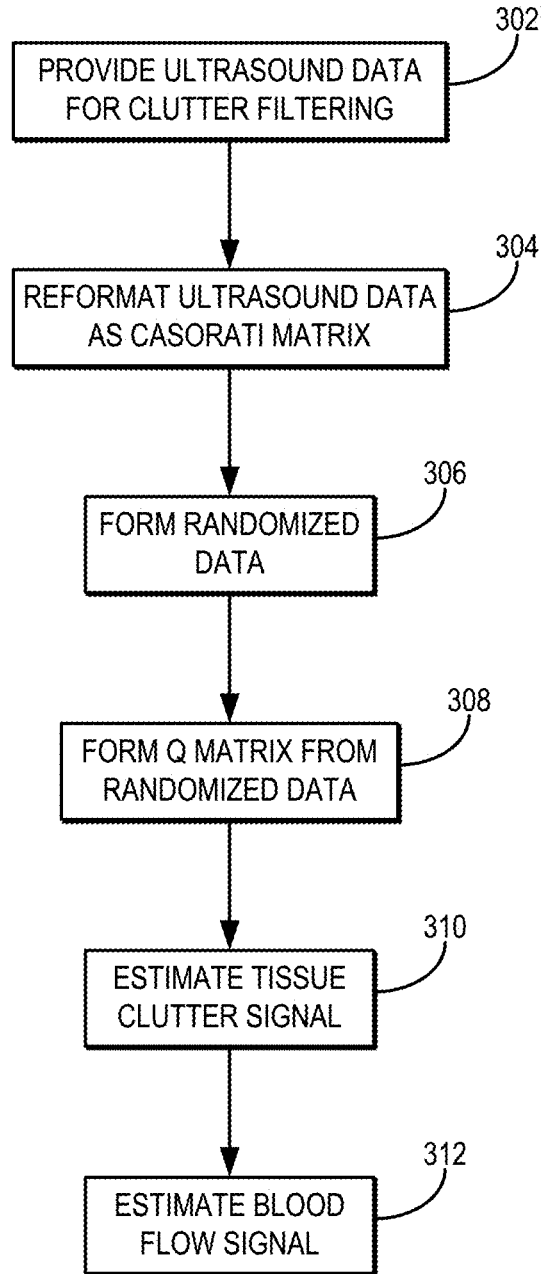 302
PROVIDE ULTRASOUND DATA
FOR CLUTTER FILTERING
304
REFORMAT ULTRASOUND DATA
AS CASORATI MATRIX
306
FORM RANDOMIZED
DATA
308
FORM Q MATRIX FROM
RANDOMIZED DATA
310
ESTIMATE TISSUE
CLUTTER SIGNAL
312
ESTIMATE BLOOD
FLOW SIGNAL